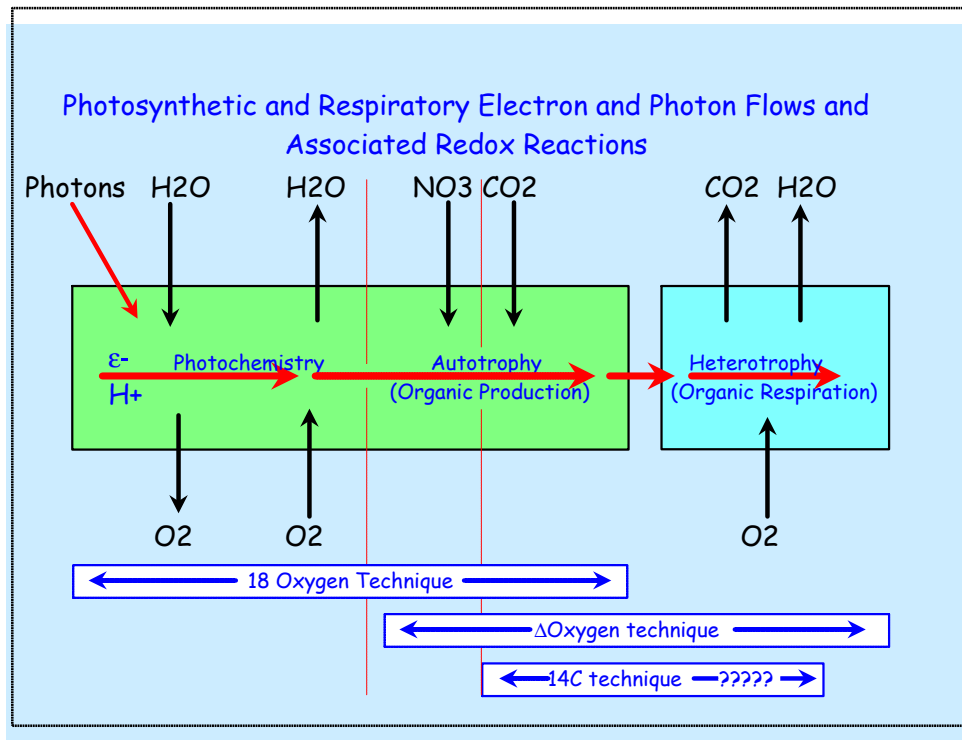 Photosynthetic and Respiratory Electron and Photon Flows and
Associated Redox Reactions
Photons H2O H2O NO3 CO2 CO2 H2O
ε- Photochemistry Autotrophy Heterotrophy
H+ (Organic Production) (Organic Respiration)
O2 O2 O2
18 Oxygen Technique
ΔOxygen technique
14C technique ?????